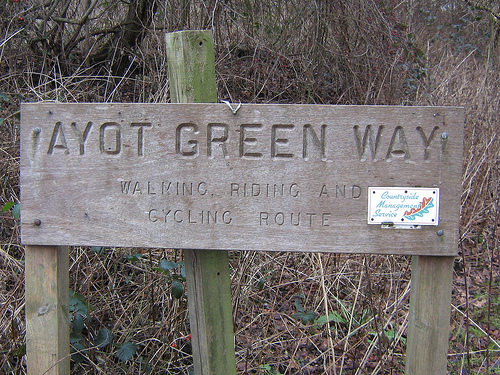 AYOT GREEN WAY
WALKING RIDING AND
CYCLING ROUTE
Countryside
Management
Service